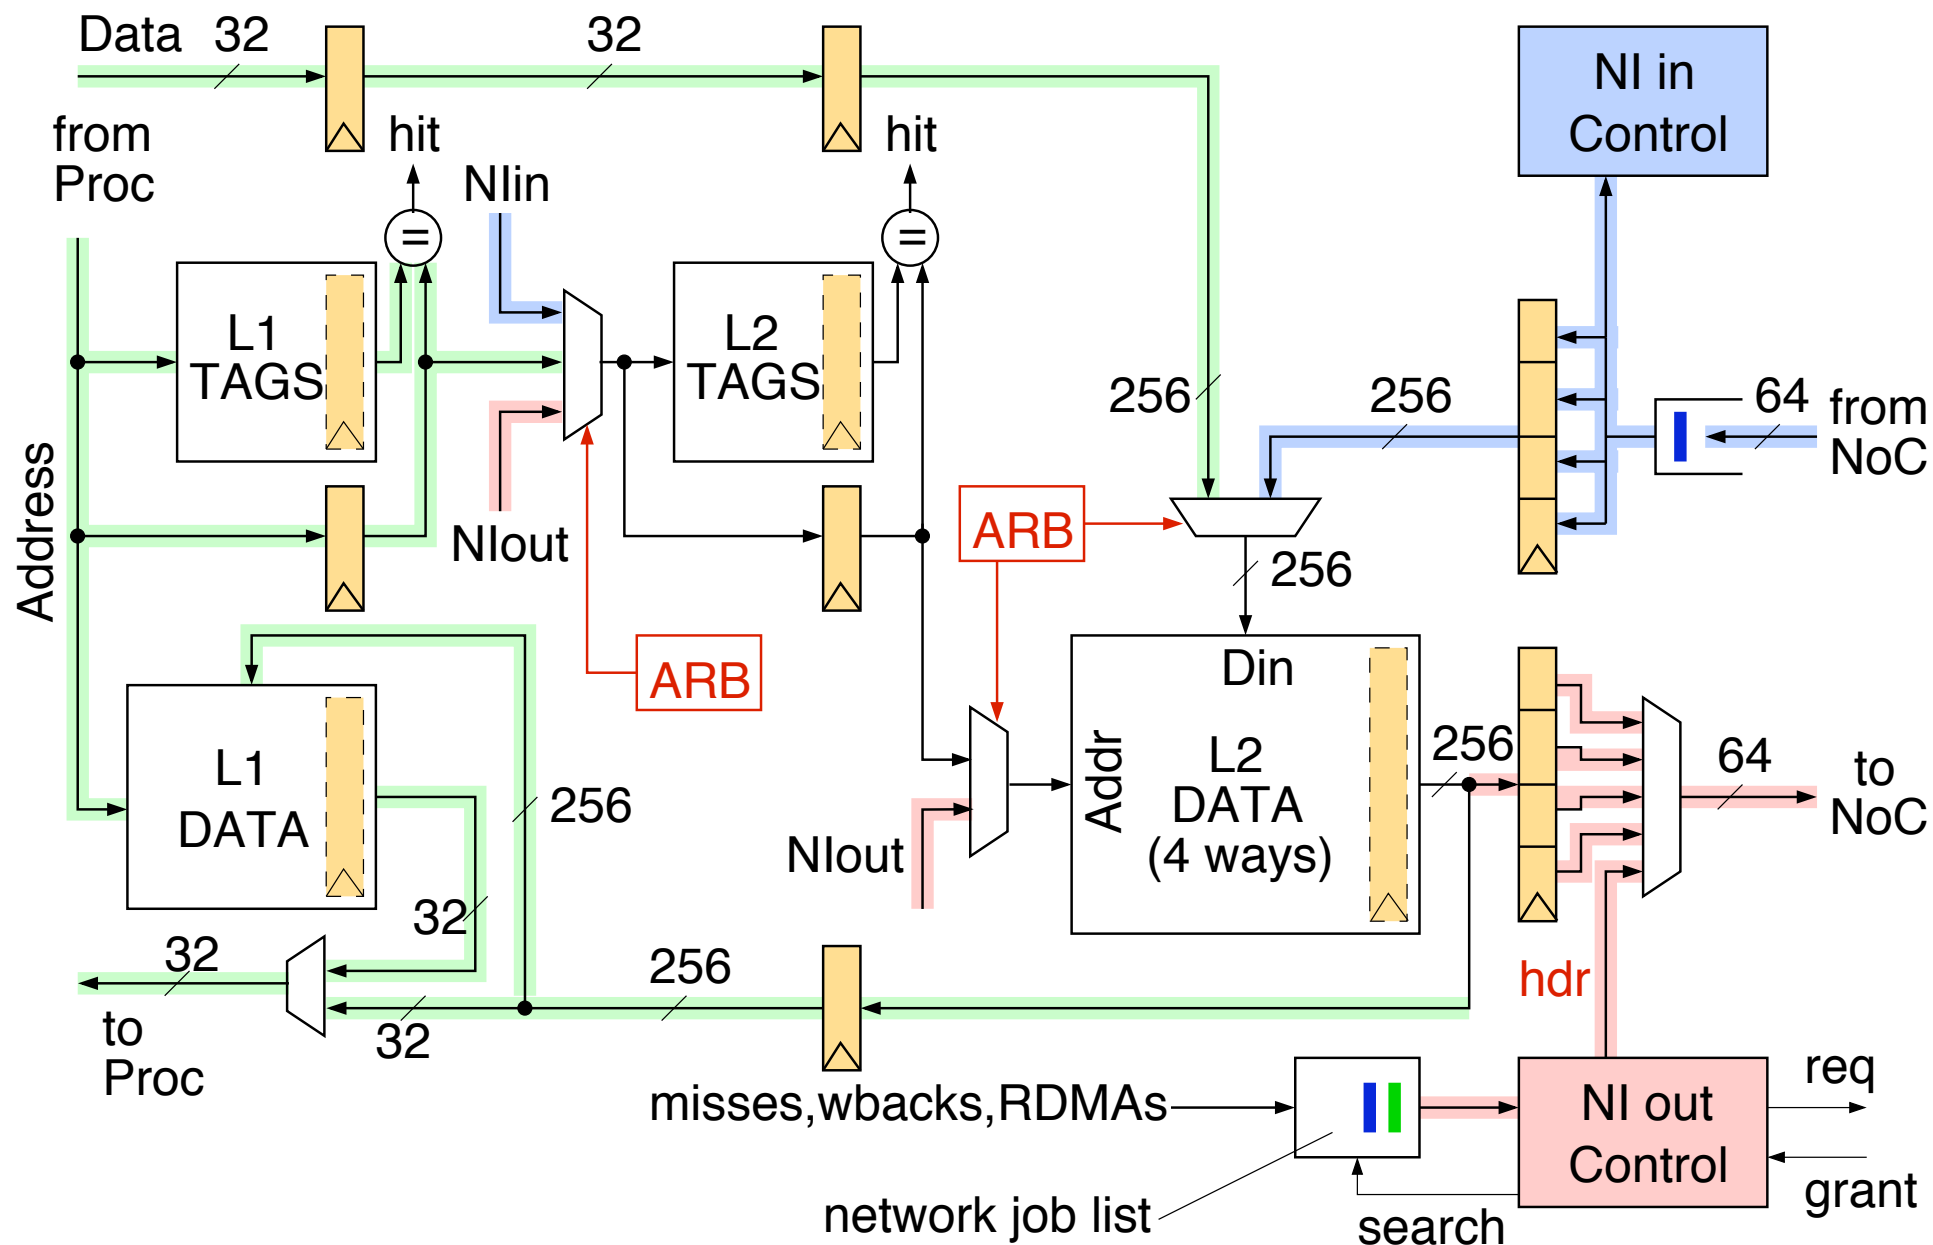 Data 32
32
from
Proc
hit
NIin
hit
NI in
Control
=
=
L1
TAGS
L2
TAGS
256
256
64
from
NoC
Address
NIout
ARB
256
ARB
Din
L1
DATA
256
32
Addr
L2
DATA
(4 ways)
256
64
to
NoC
NIout
32
256
32
to
Proc
hdr
misses,wbacks,RDMAs
NI out
Control
req
grant
network job list
search